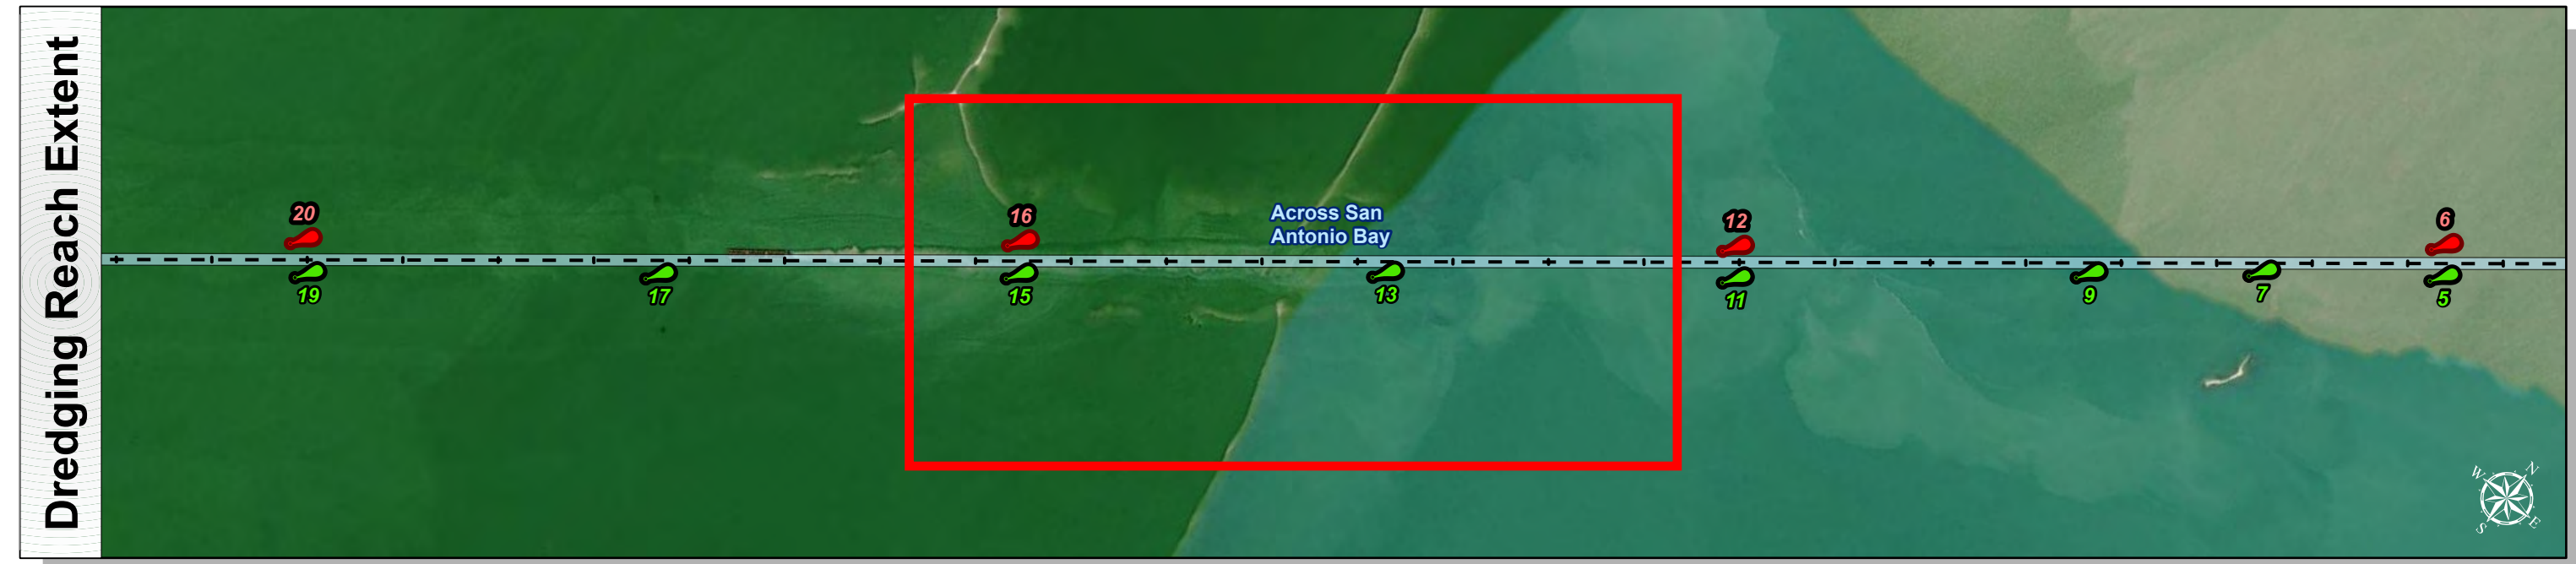 Dredging Reach Extent
20
16
12
6
Across San
Antonio Bay
19
17
15
13
11
9
7
5
W
N
S
E